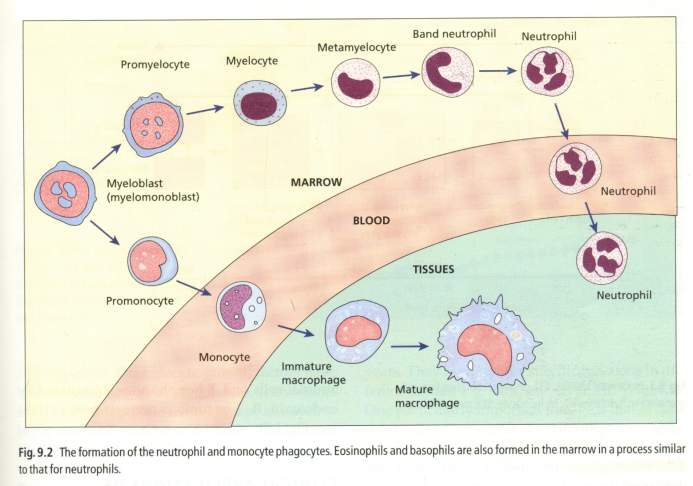 Band neutrophil
Neutrophil
Metamyelocyte
Myelocyte
Promyelocyte
Myeloblast
(myelomonoblast)
MARROW
Neutrophil
BLOOD
TISSUES
Neutrophil
Promonocyte
Monocyte
Immature
macrophage
Mature
macrophage
Fig. 9.2 The formation of the neutrophil and monocyte phagocytes. Eosinophils and basophils are also formed in the marrow in a process similar
to that for neutrophils.